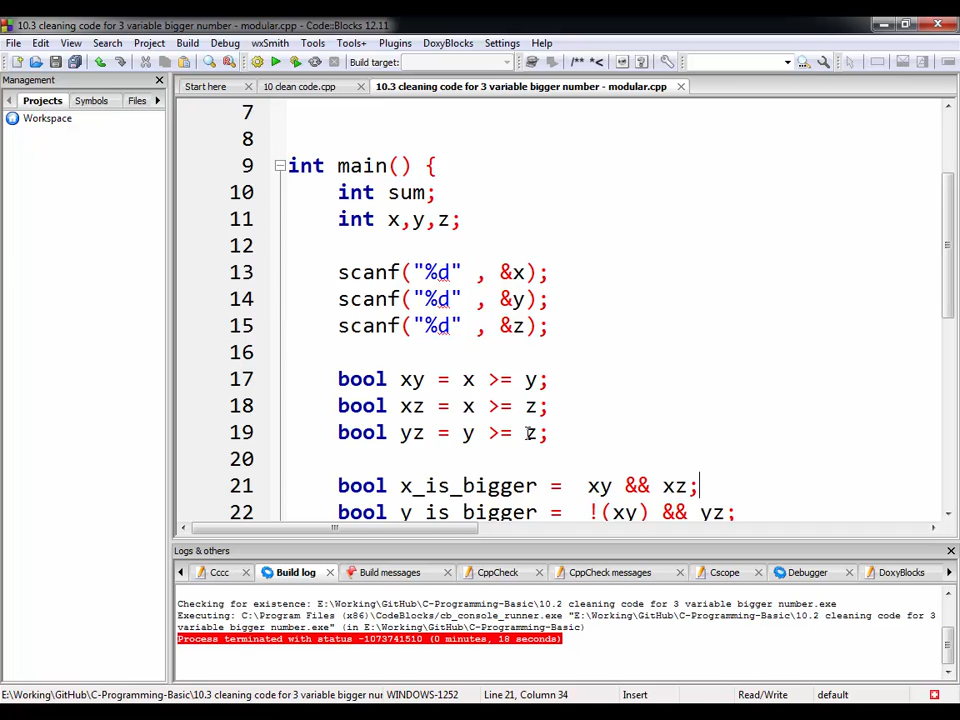 10.3 cleaning code for 3 variable bigger number - modular.cpp - Code::Blocks 12.11
File Edit View Search Project Build Debug wxSmith Tools Tools+ Plugins DoxyBlocks Settings Help
Build target:
/** *<
Management
Projects Symbols Files
Workspace
Start here 10 clean code.cpp 10.3 cleaning code for 3 variable bigger number - modular.cpp
7
8
9 int main() {
10 int sum;
11 int x,y,z;
12
13 scanf("%d" , &x);
14 scanf("%d" , &y);
15 scanf("%d" , &z);
16
17 bool xy = x >= y;
18 bool xz = x >= z;
19 bool yz = y >= z;
20
21 bool x_is_bigger =  xy && xz;
22 bool y_is_bigger =  !(xy) && yz;
Logs & others
Cccc Build log Build messages CppCheck CppCheck messages Cscope Debugger DoxyBlocks
Checking for existence: E:\Working\GitHub\C-Programming-Basic\10.2 cleaning code for 3 variable bigger number.exe
Executing: C:\Program Files (x86)\CodeBlocks/cb_console_runner.exe "E:\Working\GitHub\C-Programming-Basic\10.2 cleaning code for 3
variable bigger number.exe" (in E:\Working\GitHub\C-Programming-Basic)
Process terminated with status -1073741510 (0 minutes, 18 seconds)
E:\Working\GitHub\C-Programming-Basic\10.3 cleaning code for 3 variable bigger nur WINDOWS-1252 Line 21, Column 34 Insert Read/Write default